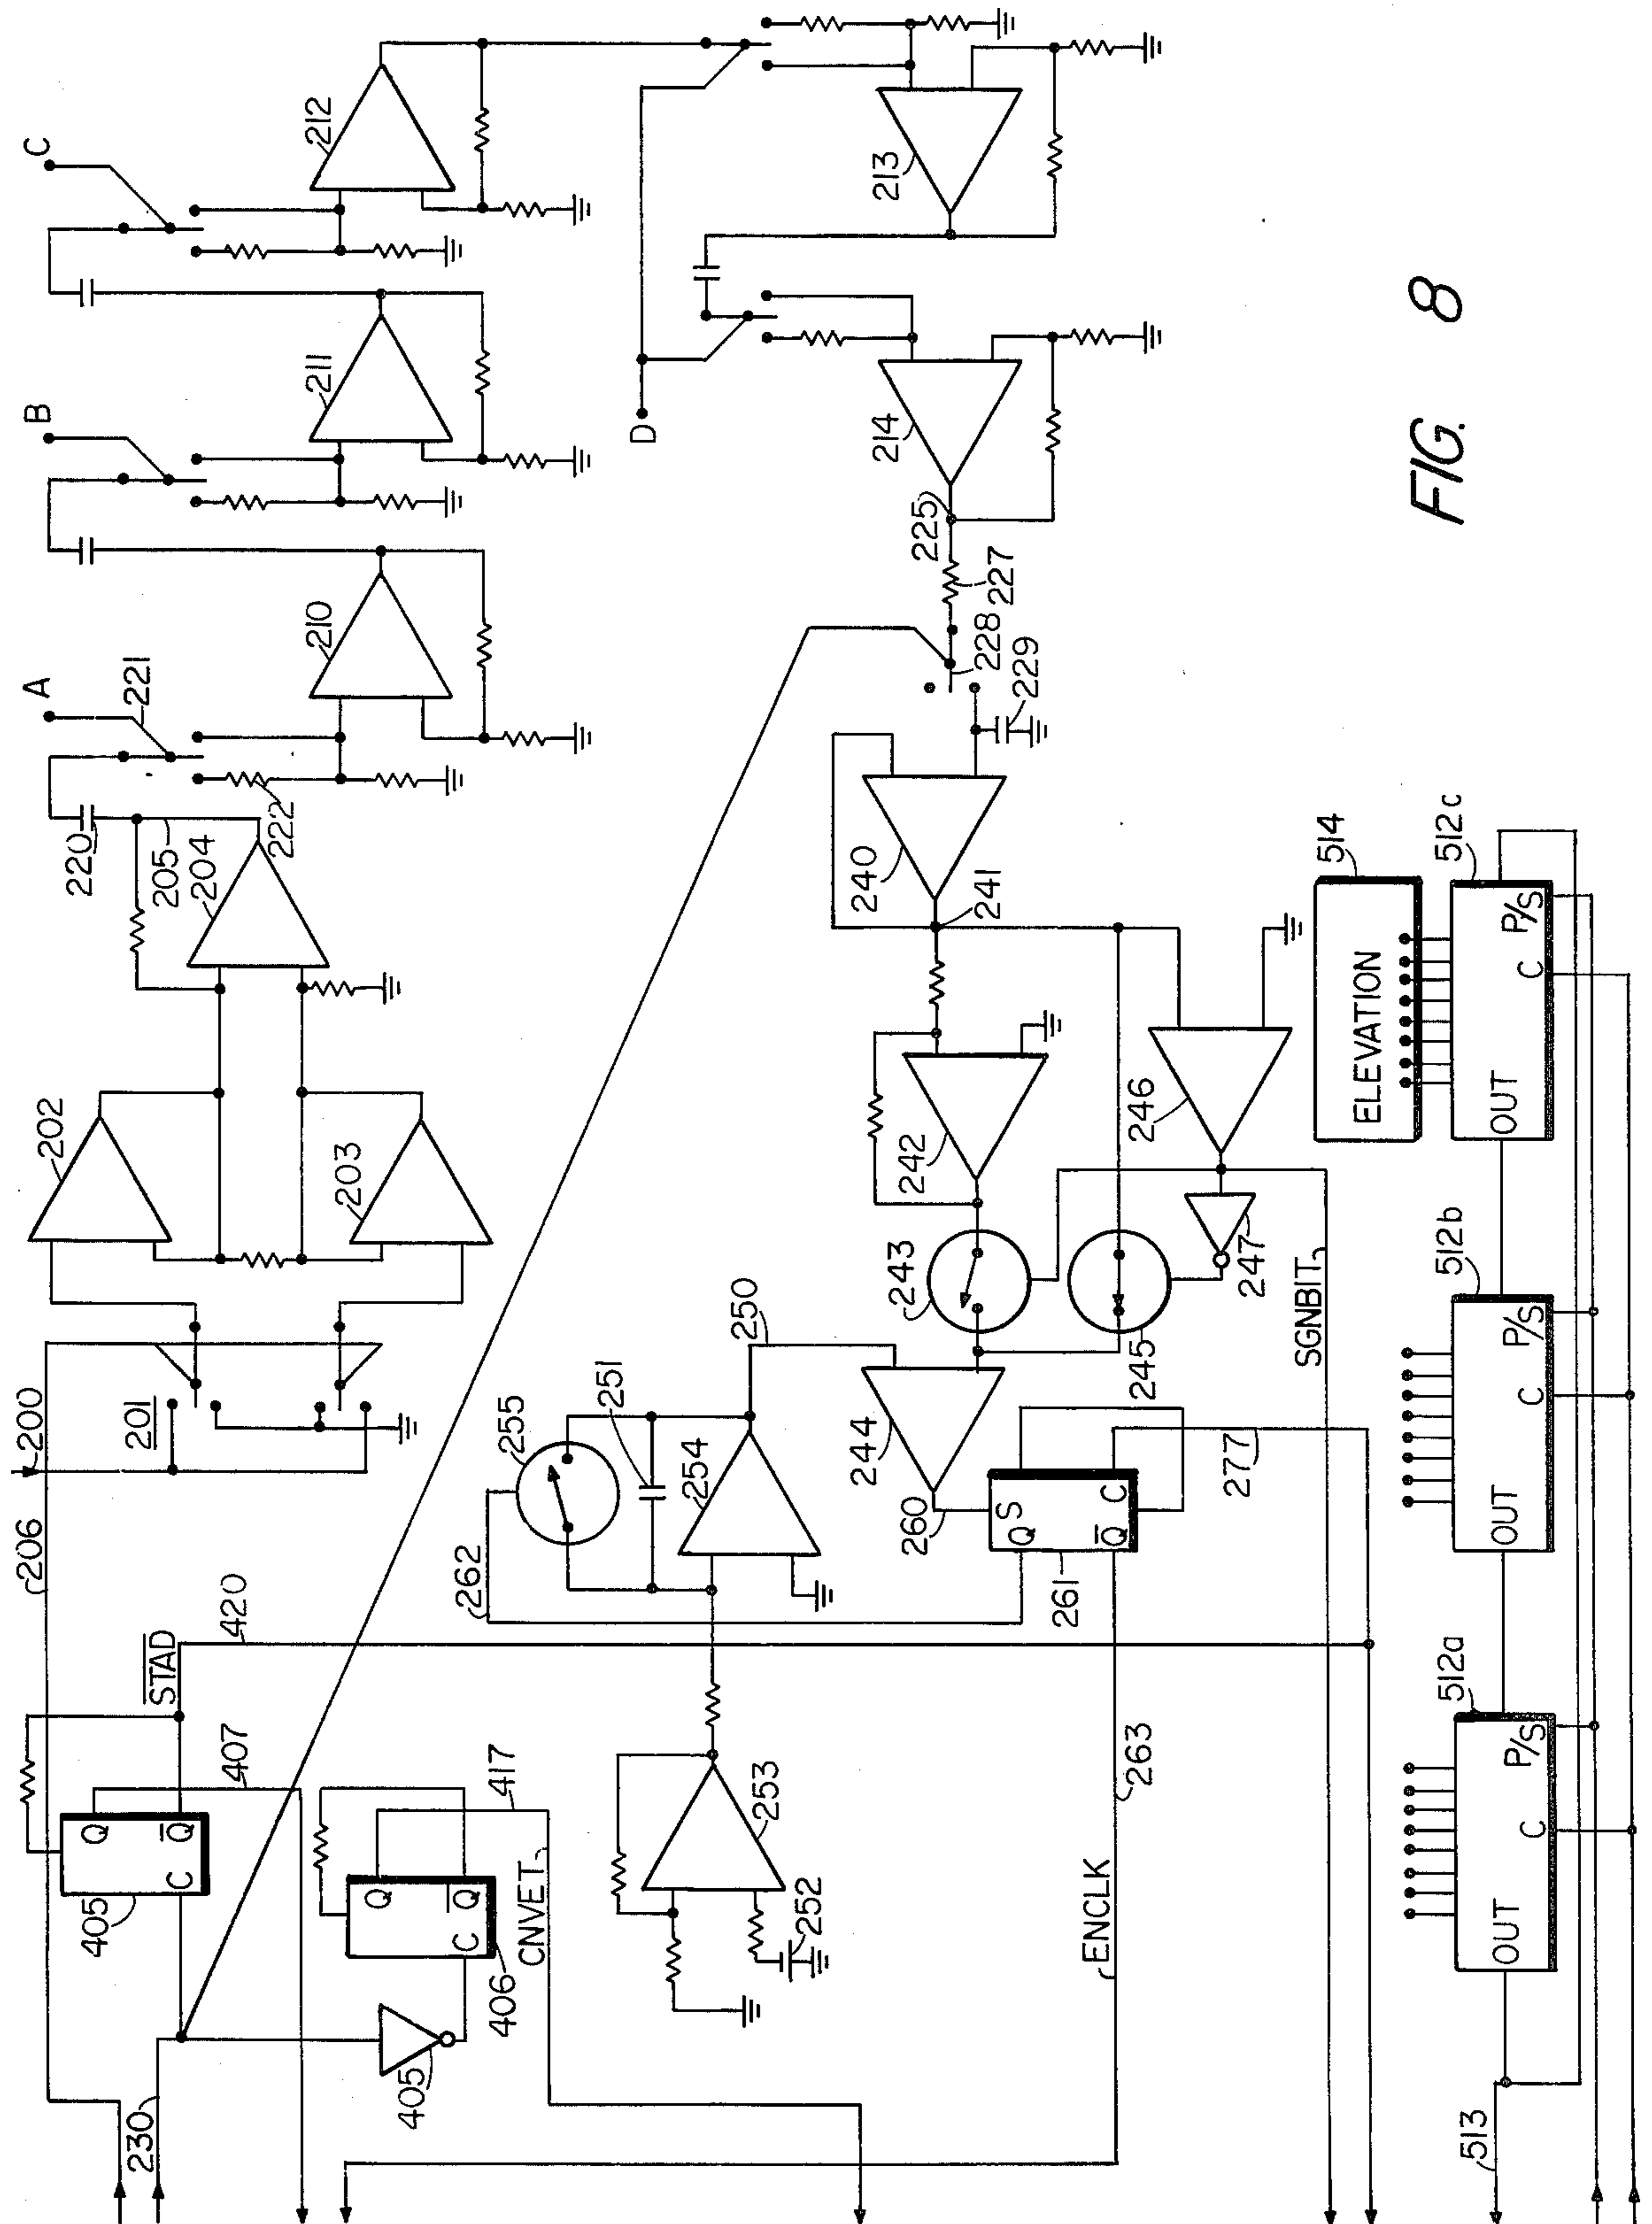 C
B
A
212
211
221
210
222
220
205
204
202
203
201
200
206
STAD
420
407
Q
Q
C
405
230
Q
Q
C
406
405
417
CNVET
D
213
214
225
227
228
229
240
241
242
246
243
247
245
250
251
255
254
244
262
260
S
Q
C
Q
261
277
252
253
263
ENCLK
SGNBIT
514
ELEVATION
512c
P/S
C
OUT
512b
P/S
C
OUT
512a
P/S
C
OUT
513
FIG. 8